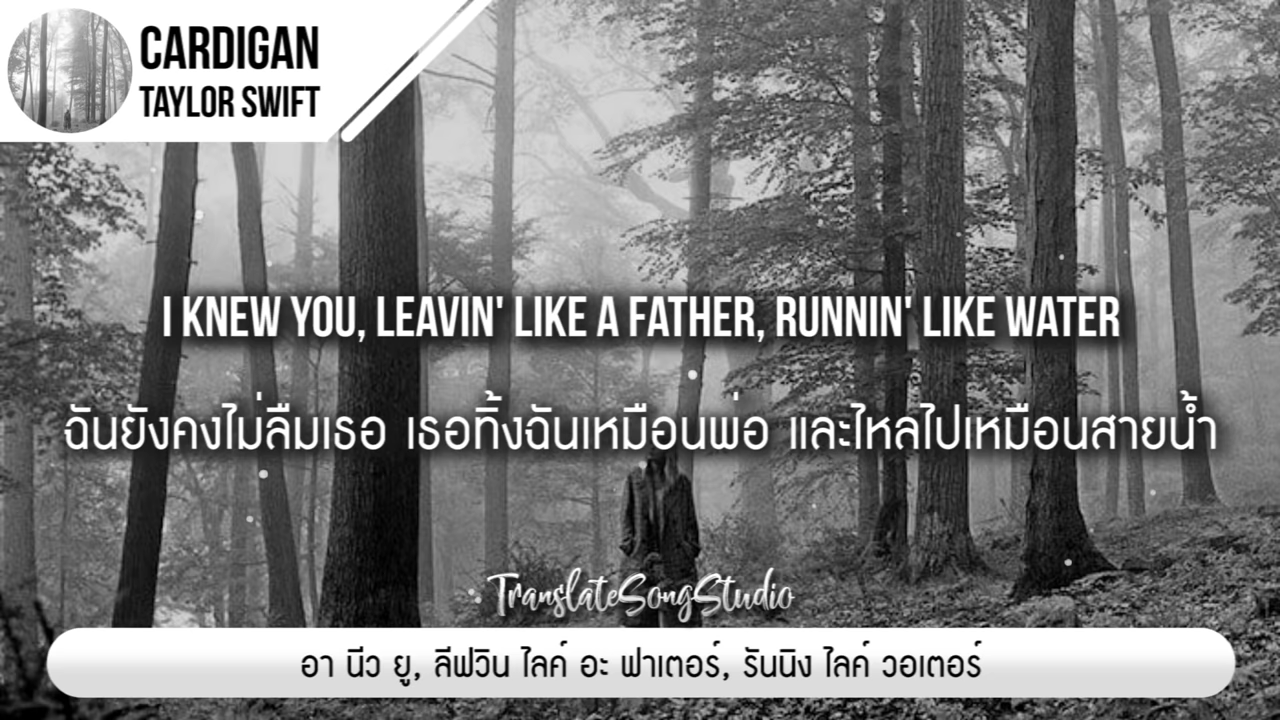 CARDIGAN
TAYLOR SWIFT
I KNEW YOU, LEAVIN' LIKE A FATHER, RUNNIN' LIKE WATER
ฉันยังคงไม่ลืมเธอ เธอทิ้งฉันเหมือนพ่อ และไหลไปเหมือนสายน้ำ
TranslateSongStudio
อา นีว ยู, ลีฟวิน ไลค์ อะ ฟาเตอร์, รันนิง ไลค์ วอเตอร์